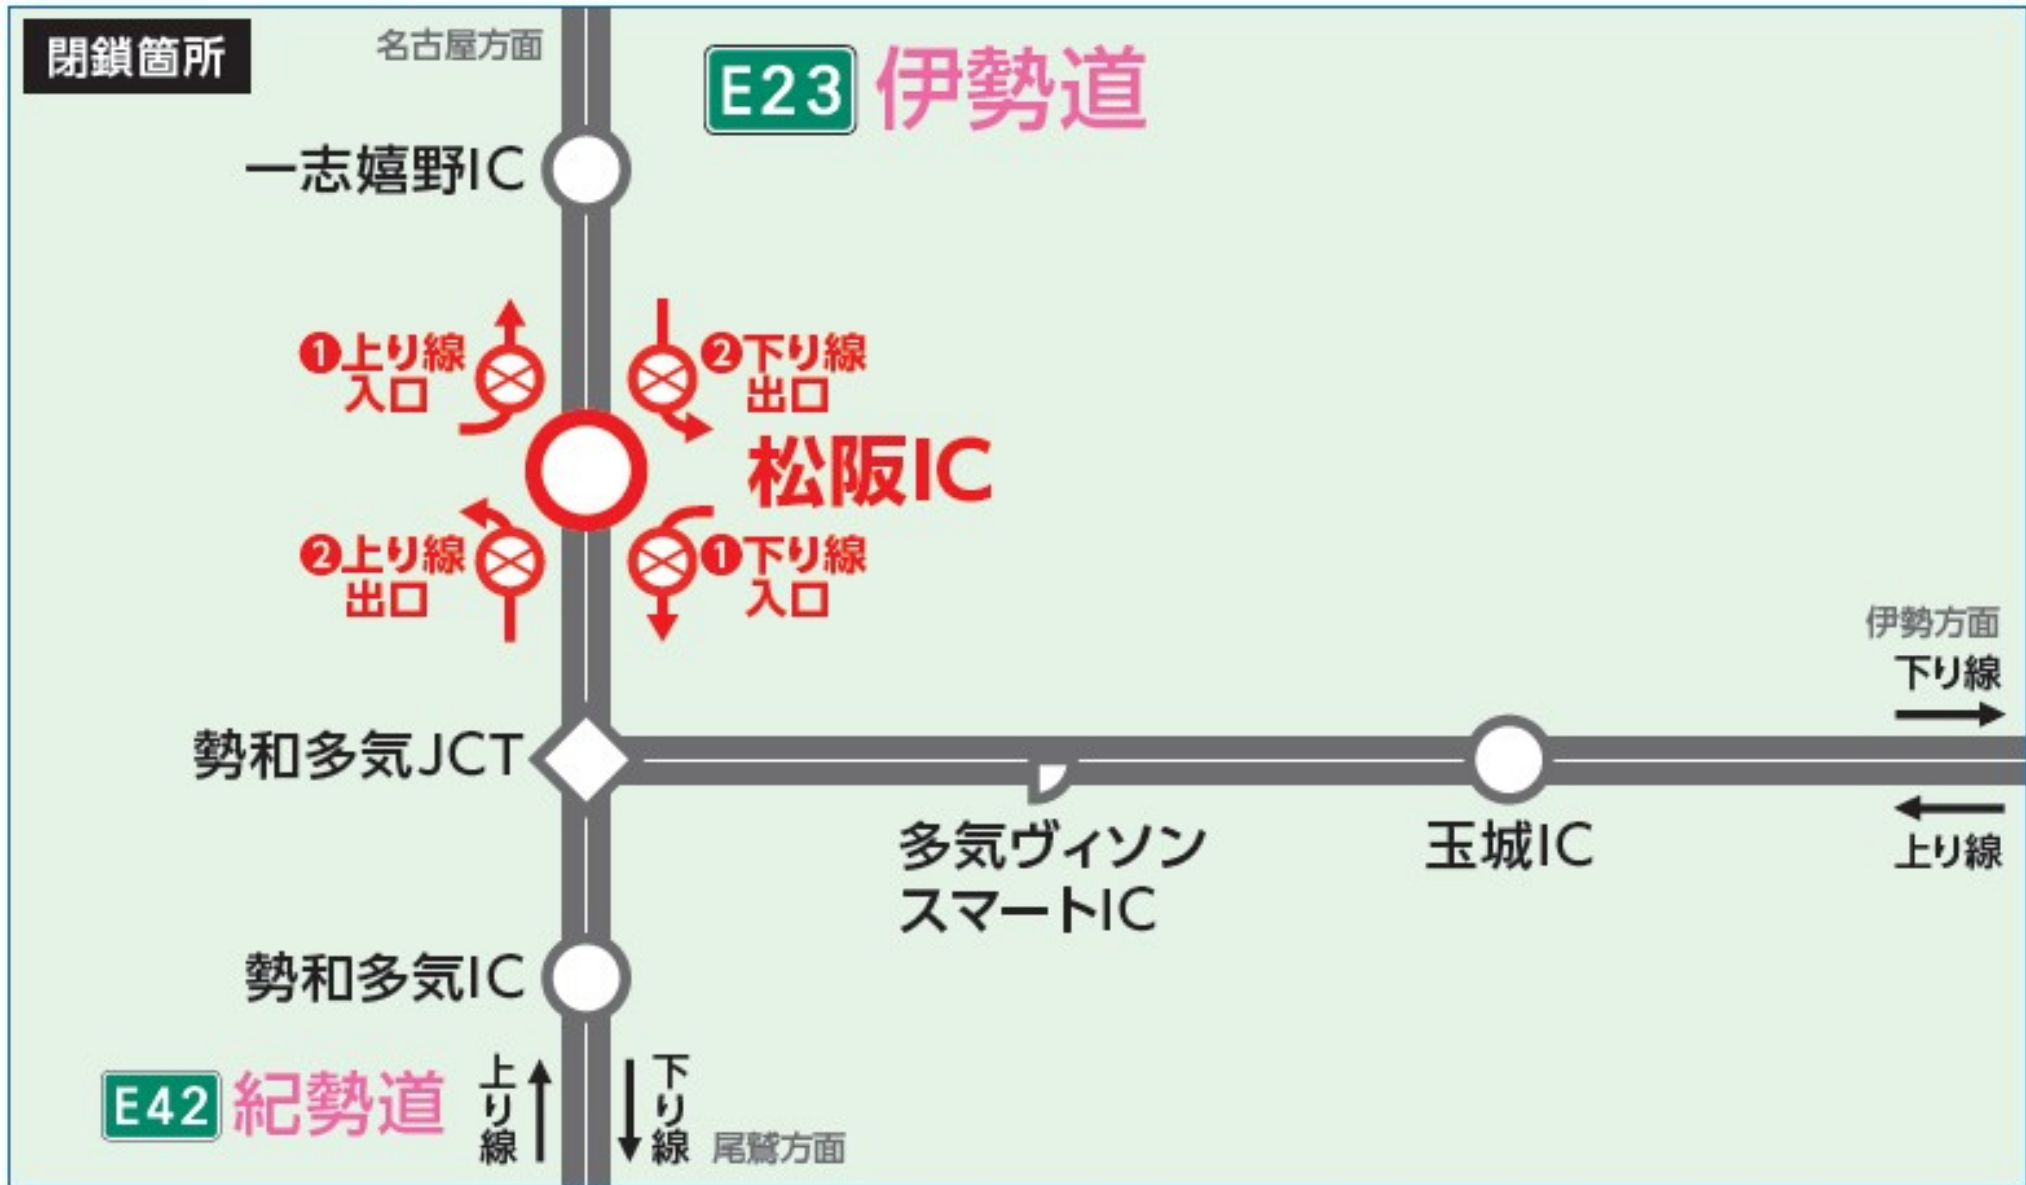 閉鎖箇所
名古屋方面
E23 伊勢道
一志嬉野IC
❶上り線
入口
❷下り線
出口
松阪IC
❷上り線
出口
❶下り線
入口
伊勢方面
下り線
勢和多気JCT
上り線
多気ヴィソン
スマートIC
玉城IC
勢和多気IC
E42 紀勢道
上り線
下り線
尾鷲方面